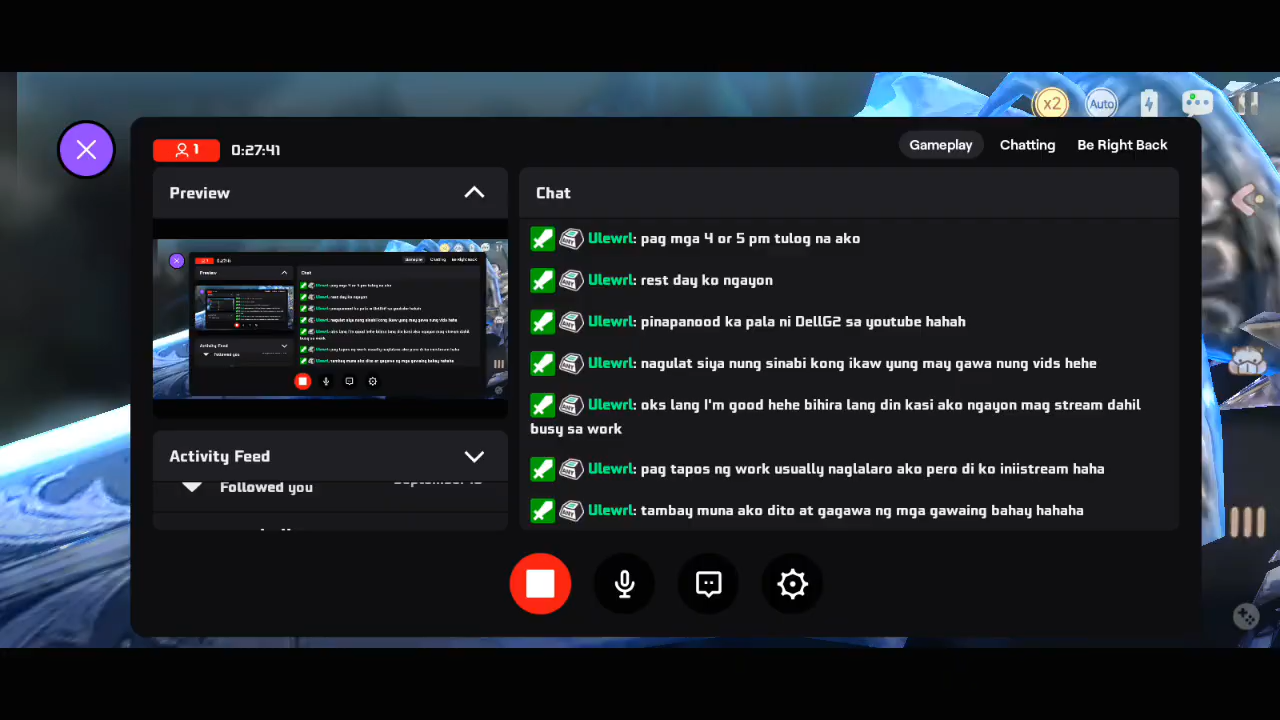 x2
Auto
1
0:27:41
Gameplay
Chatting
Be Right Back
Preview
Activity Feed
Followed you
Chat
Ulewrl: pag mga 4 or 5 pm tulog na ako
Ulewrl: rest day ko ngayon
Ulewrl: pinapanood ka pala ni DellG2 sa youtube hahah
Ulewrl: nagulat siya nung sinabi kong ikaw yung may gawa nung vids hehe
Ulewrl: oks lang I'm good hehe bihira lang din kasi ako ngayon mag stream dahil
busy sa work
Ulewrl: pag tapos ng work usually naglalaro ako pero di ko iniistream haha
Ulewrl: tambay muna ako dito at gagawa ng mga gawaing bahay hahaha